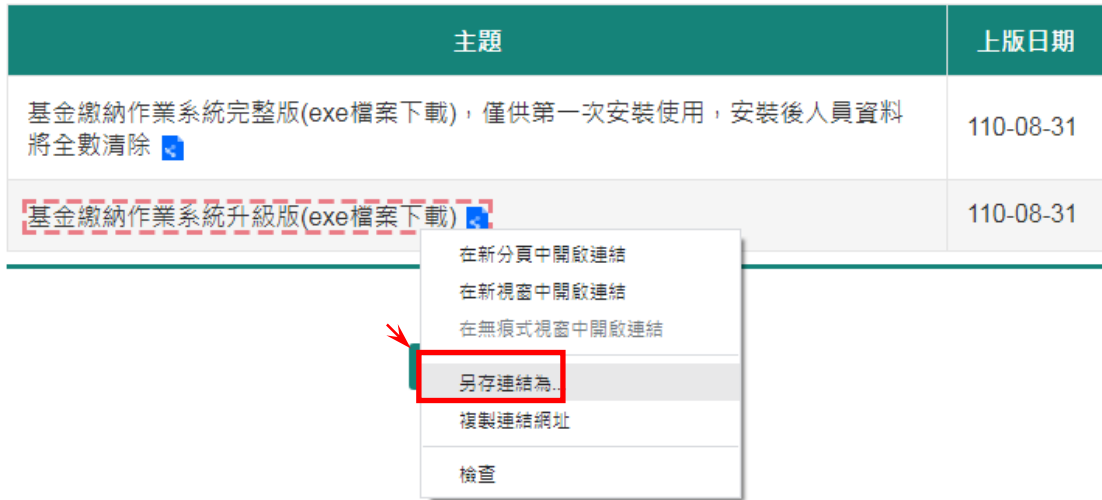 主題
上版日期
基金繳納作業系統完整版(exe檔案下載)，僅供第一次安裝使用，安裝後人員資料
將全數清除
110-08-31
基金繳納作業系統升級版(exe檔案下載)
110-08-31
在新分頁中開啟連結
在新視窗中開啟連結
在無痕式視窗中開啟連結
另存連結為...
複製連結網址
檢查